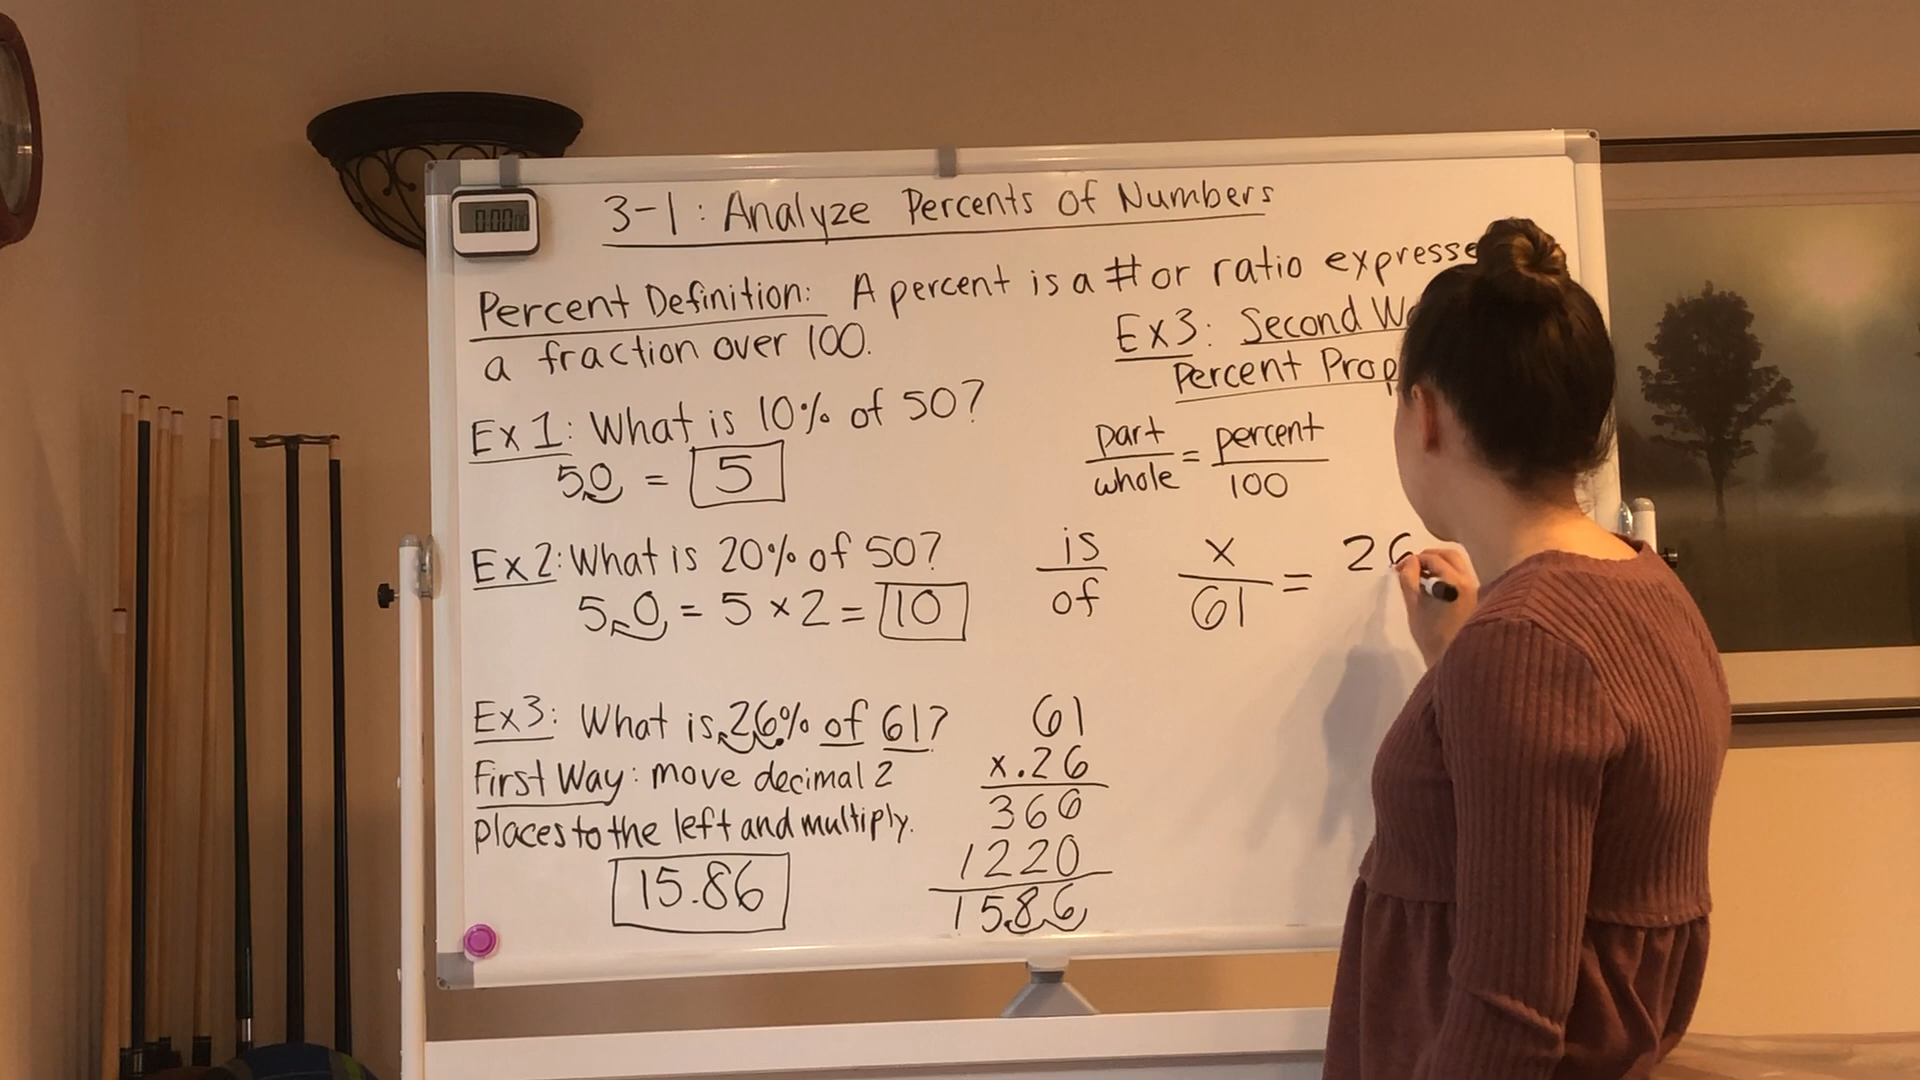 0:00 00
3-1: Analyze Percents of Numbers
Percent Definition: A percent is a # or ratio expresse
a fraction over 100.
Ex 1: What is 10% of 50?
50 = 5
Ex 2: What is 20% of 50?
5.0 = 5 × 2 = 10
Ex3: What is .26.% of 61?
First Way: move decimal 2
places to the left and multiply.
15.86
61
x.26
366
1220
15.86
Ex3: Second W
Percent Prop
part/whole = percent/100
is/of
x/61 = 26